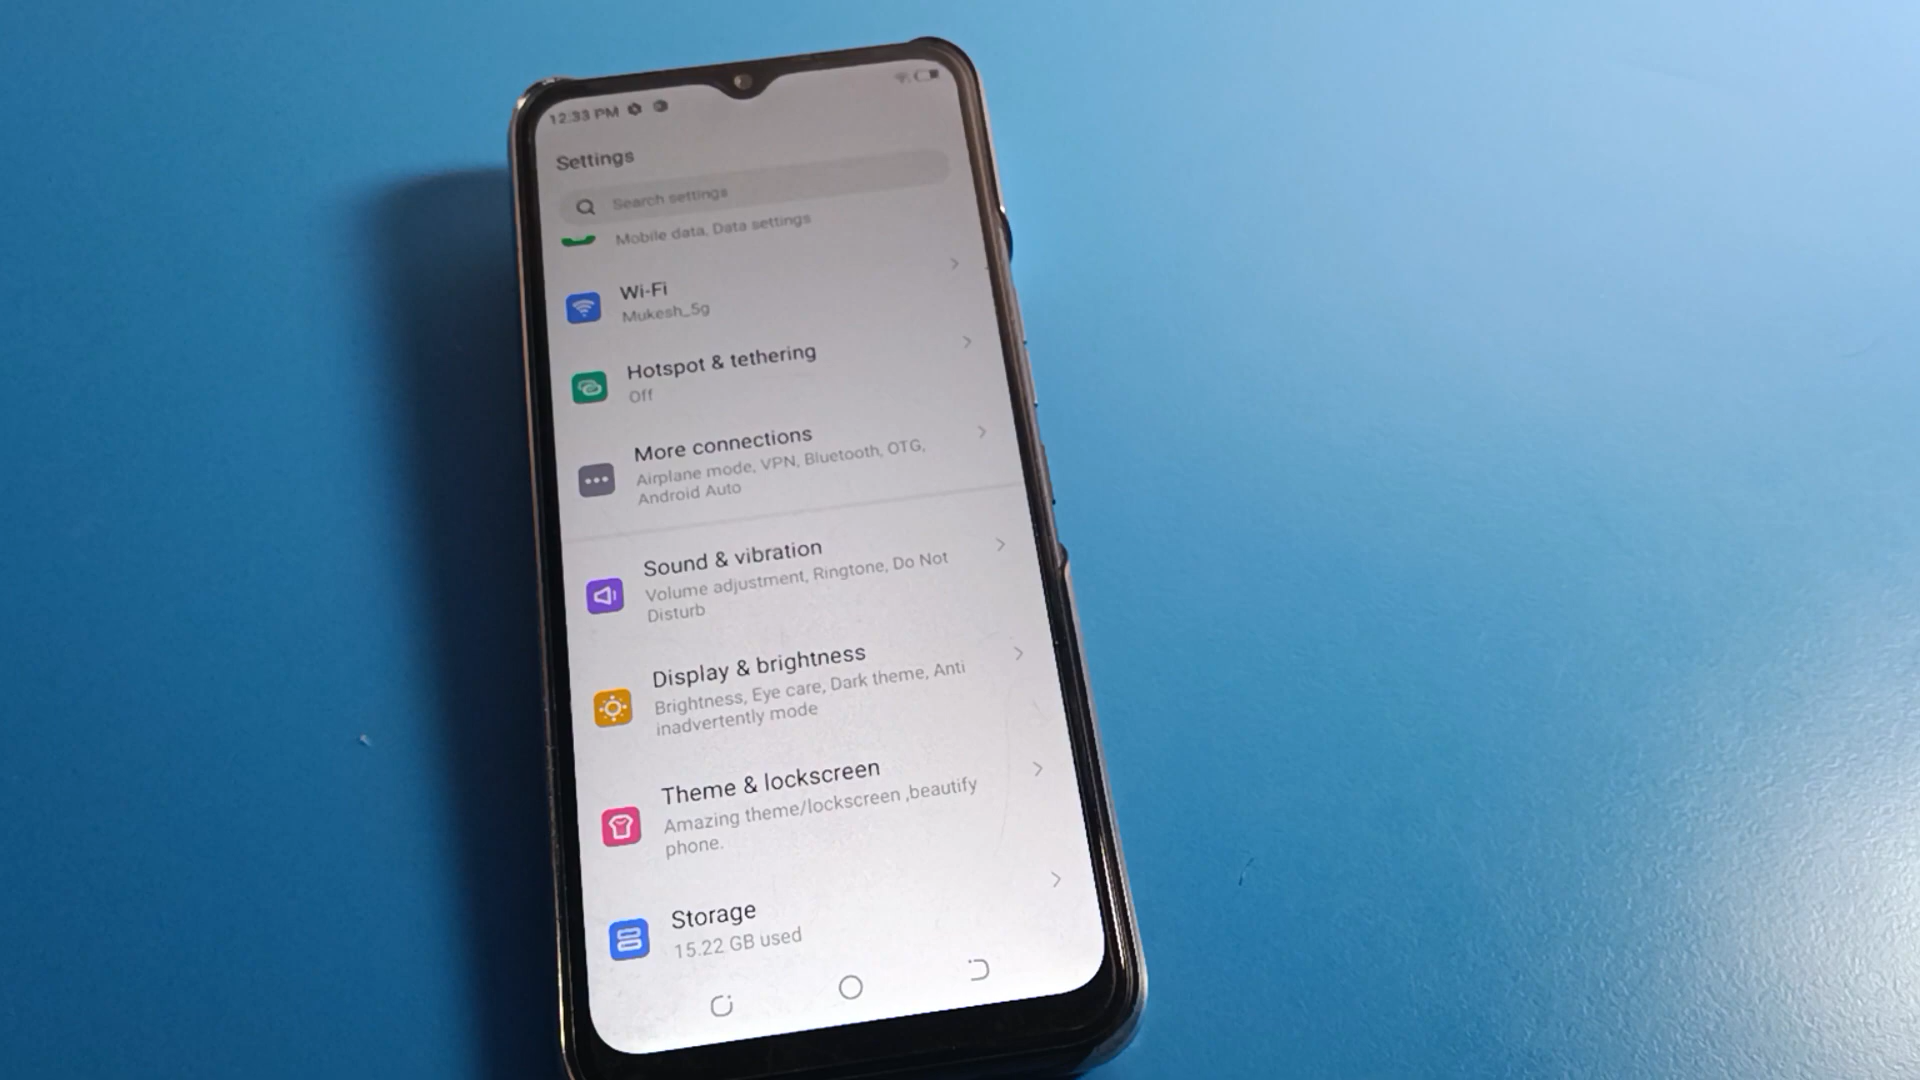 12:33 PM
Settings
Search settings
Mobile data, Data settings
Wi-Fi
Mukesh_5g
Hotspot & tethering
Off
More connections
Airplane mode, VPN, Bluetooth, OTG,
Android Auto
Sound & vibration
Volume adjustment, Ringtone, Do Not
Disturb
Display & brightness
Brightness, Eye care, Dark theme, Anti
inadvertently mode
Theme & lockscreen
Amazing theme/lockscreen ,beautify
phone.
Storage
15.22 GB used